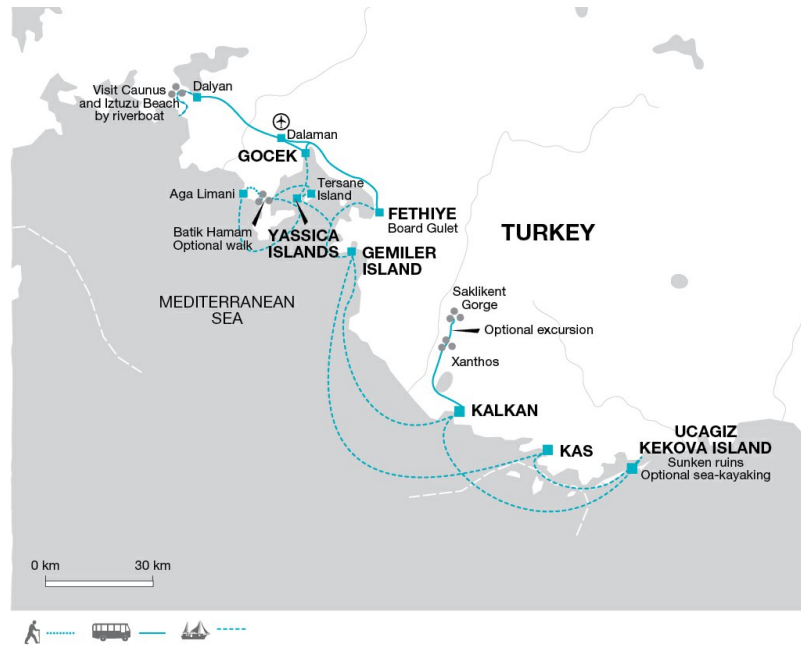 Visit Caunus
and Iztuzu Beach
by riverboat
Dalyan
Dalaman
GOCEK
Aga Limani
Tersane
Island
Batik Hamam
Optional walk
YASSICA
ISLANDS
FETHIYE
Board Gulet
GEMILER
ISLAND
TURKEY
MEDITERRANEAN
SEA
Saklikent
Gorge
Optional excursion
Xanthos
KALKAN
KAS
UCAGIZ
KEKOVA ISLAND
Sunken ruins
Optional sea-kayaking
0 km
30 km